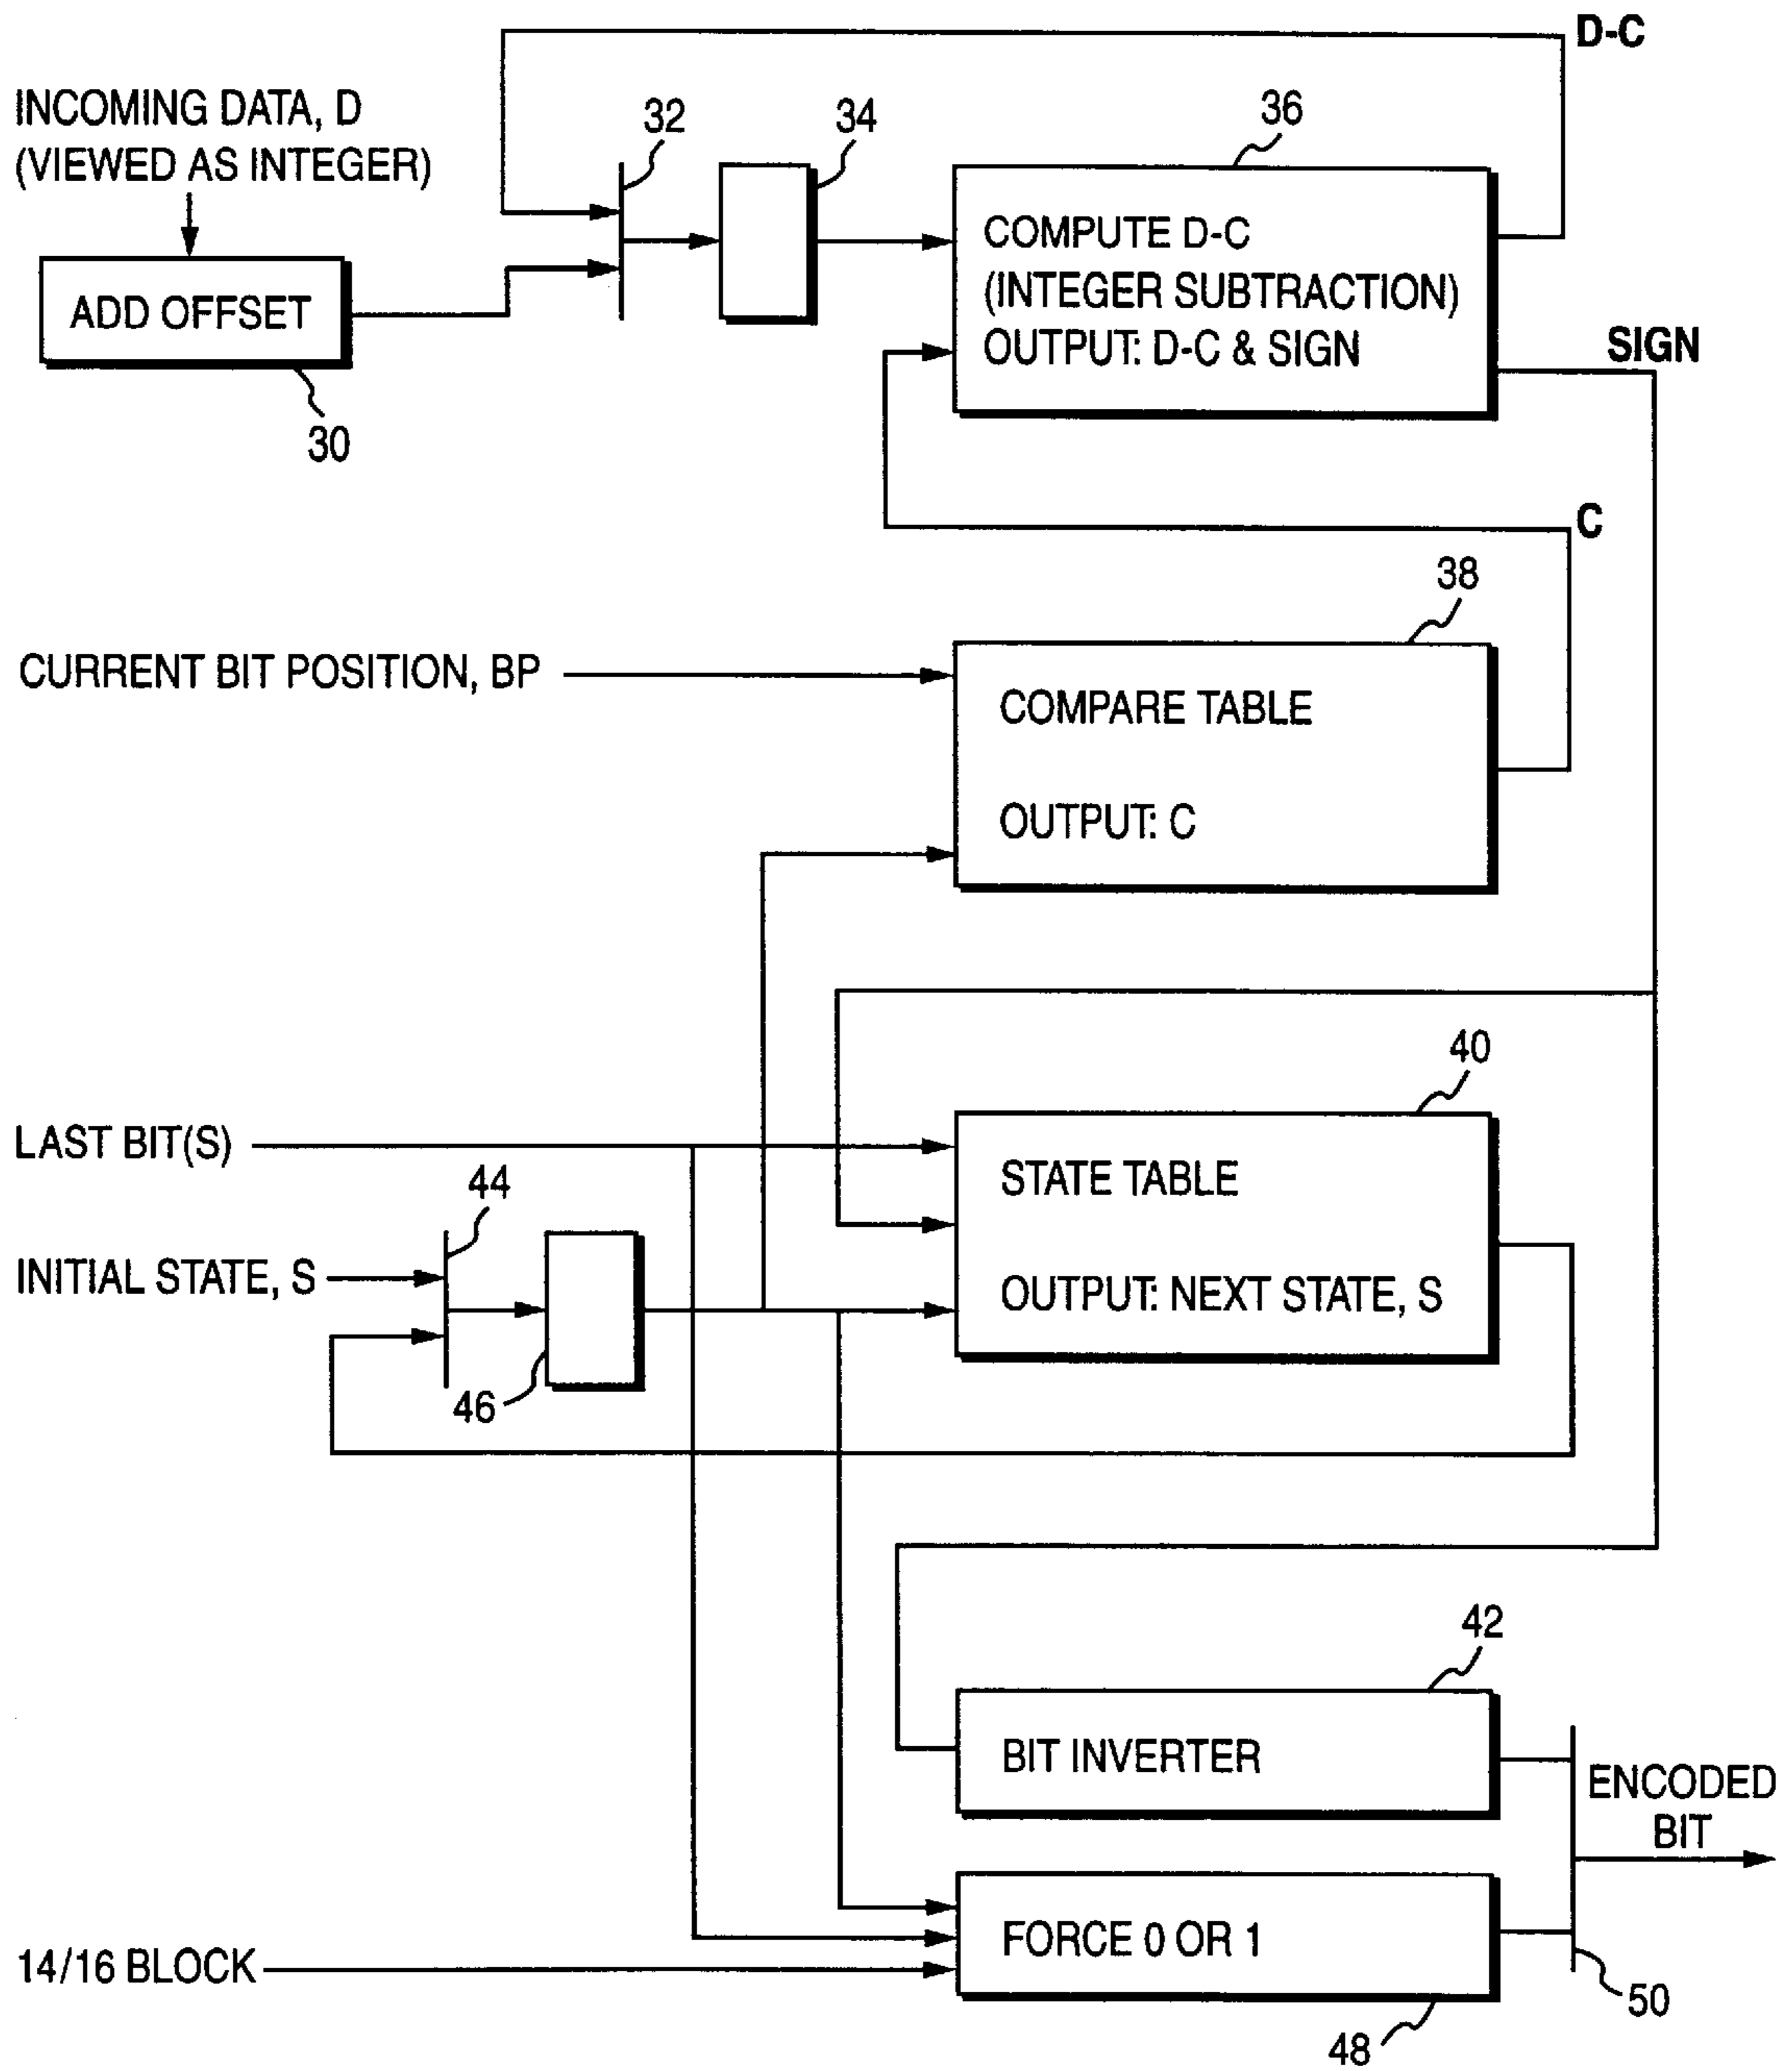 D-C
INCOMING DATA, D
(VIEWED AS INTEGER)
32
34
36
ADD OFFSET
30
COMPUTE D-C
(INTEGER SUBTRACTION)
OUTPUT: D-C & SIGN
SIGN
C
38
CURRENT BIT POSITION, BP
COMPARE TABLE
OUTPUT: C
40
LAST BIT(S)
44
STATE TABLE
INITIAL STATE, S
OUTPUT: NEXT STATE, S
46
42
BIT INVERTER
ENCODED
BIT
FORCE 0 OR 1
14/16 BLOCK
50
48